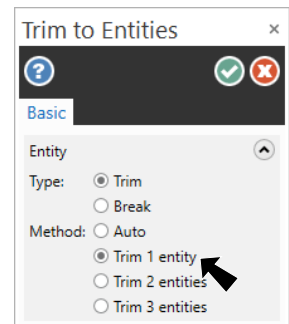 Trim to Entities ×
?
Basic
Entity
Type: Trim
Break
Method: Auto
Trim 1 entity
Trim 2 entities
Trim 3 entities